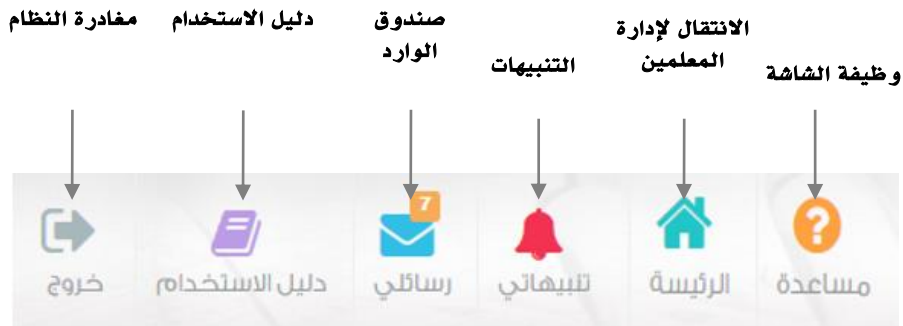 وظيفة الشاشة
الانتقال لإدارة
المعلمين
التنبيهات
صندوق
الوارد
دليل الاستخدام
مغادرة النظام
7
مساعدة
الرئيسة
تنبيهاتي
رسائلي
دليل الاستخدام
خروج